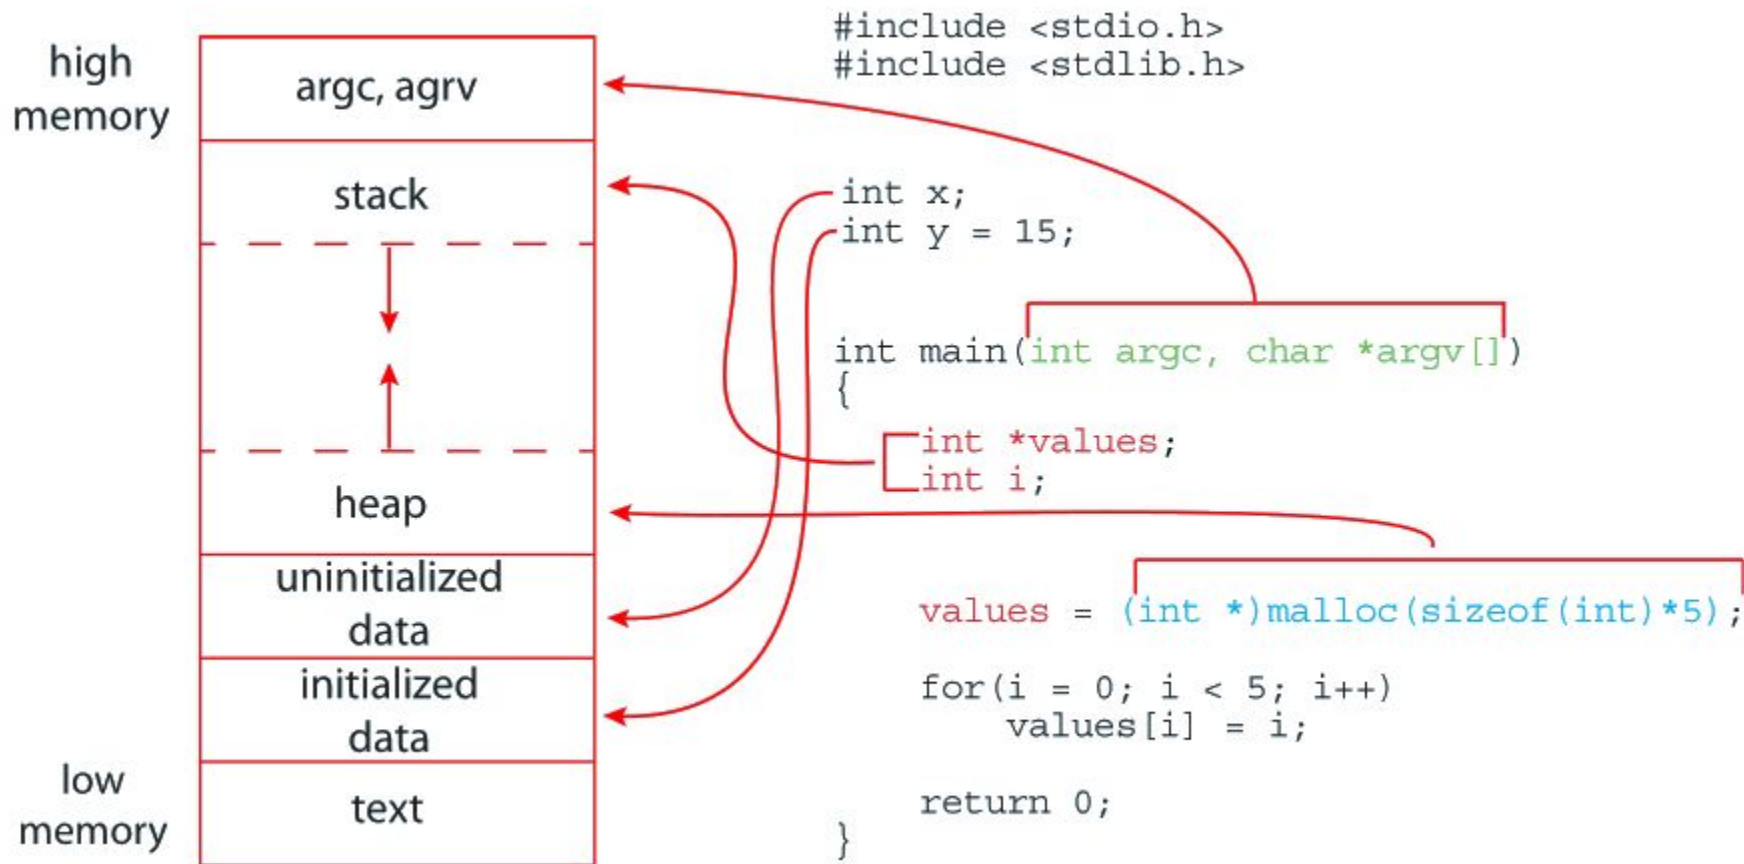 high
memory
argc, agrv
stack
heap
uninitialized
data
initialized
data
low
memory
text
#include <stdio.h>
#include <stdlib.h>
int x;
int y = 15;
int main(int argc, char *argv[])
{
int *values;
int i;
values = (int *)malloc(sizeof(int)*5);
for(i = 0; i < 5; i++)
values[i] = i;
return 0;
}